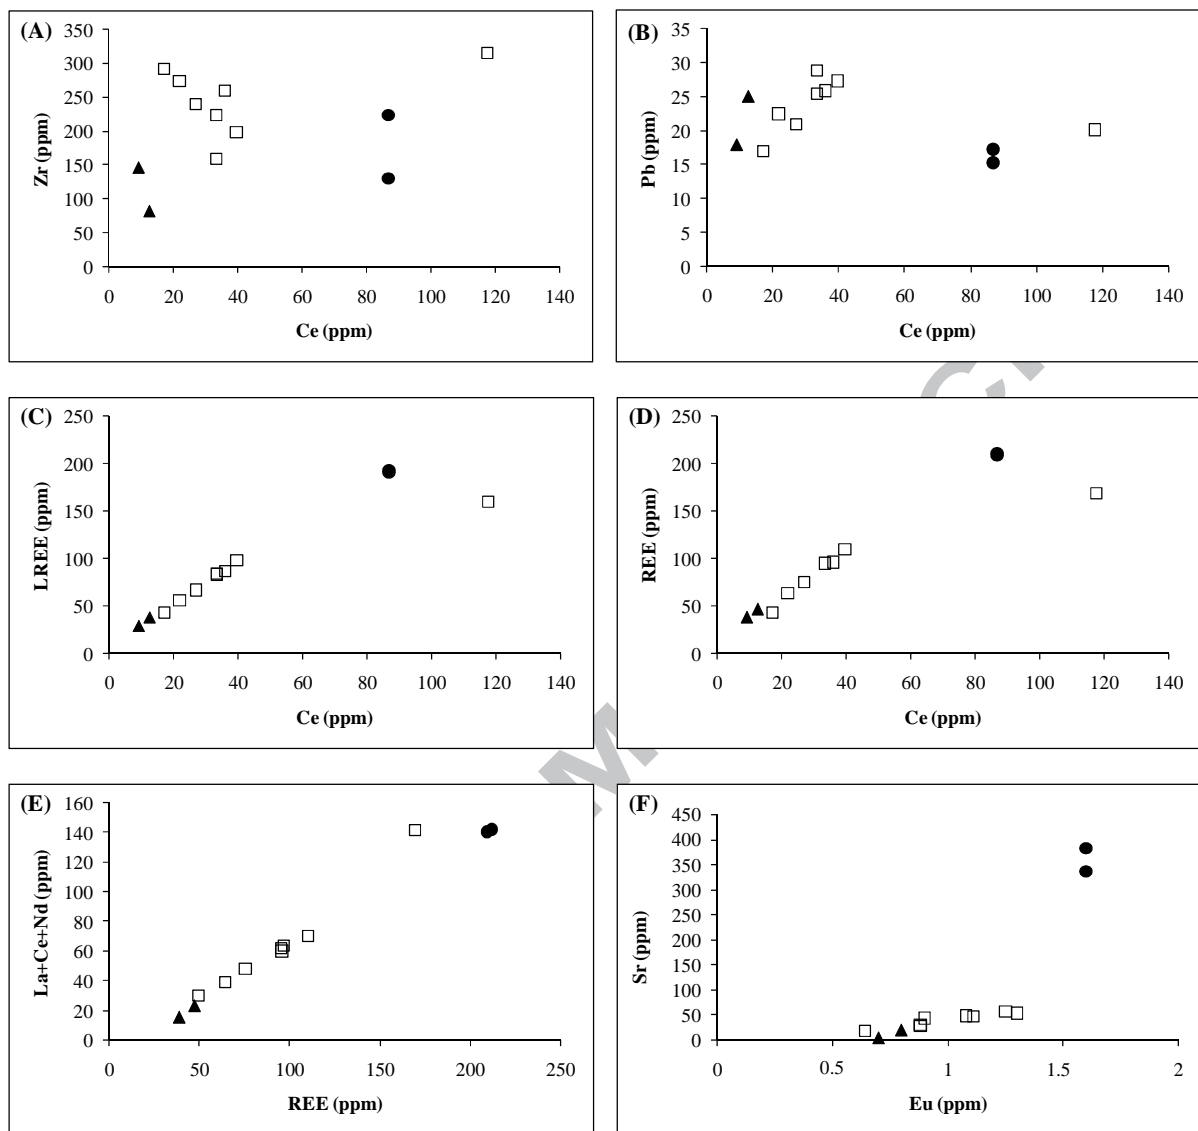 (A)
350
300
250
200
150
100
50
0
Zr (ppm)
0 20 40 60 80 100 120 140
Ce (ppm)
(B)
35
30
25
20
15
10
5
0
Pb (ppm)
0 20 40 60 80 100 120 140
Ce (ppm)
(C)
250
200
150
100
50
0
LREE (ppm)
0 20 40 60 80 100 120 140
Ce (ppm)
(D)
250
200
150
100
50
0
REE (ppm)
0 20 40 60 80 100 120 140
Ce (ppm)
(E)
160
140
120
100
80
60
40
20
0
La+Ce+Nd (ppm)
0 50 100 150 200 250
REE (ppm)
(F)
450
400
350
300
250
200
150
100
50
0
Sr (ppm)
0 0.5 1 1.5 2
Eu (ppm)
M
C